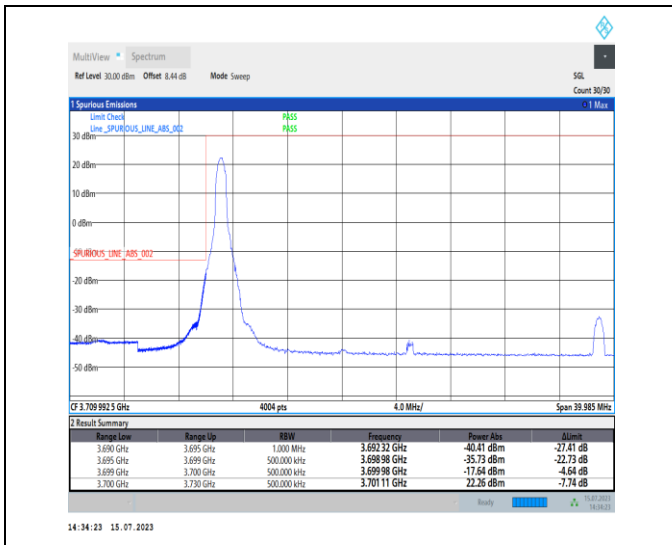 MultiView Spectrum
Ref Level 30.00 dBm Offset 8.44 dB Mode Sweep SGL
Count 30/30
1 Spurious Emissions 1 Max
Limit Check PASS
Line _SPURIOUS_LINE_ABS_002 PASS
30 dBm
20 dBm
10 dBm
0 dBm
_SPURIOUS_LINE_ABS_002
-20 dBm
-30 dBm
-40 dBm
-50 dBm
CF 3.709 992 5 GHz 4004 pts 4.0 MHz/ Span 39.985 MHz
2 Result Summary
Range Low Range Up RBW Frequency Power Abs ΔLimit
3.690 GHz 3.695 GHz 1.000 MHz 3.692 32 GHz -40.41 dBm -27.41 dB
3.695 GHz 3.699 GHz 500.000 kHz 3.698 98 GHz -35.73 dBm -22.73 dB
3.699 GHz 3.700 GHz 500.000 kHz 3.699 98 GHz -17.64 dBm -4.64 dB
3.700 GHz 3.730 GHz 500.000 kHz 3.701 11 GHz 22.26 dBm -7.74 dB
Ready 15.07.2023
14:34:23
14:34:23 15.07.2023